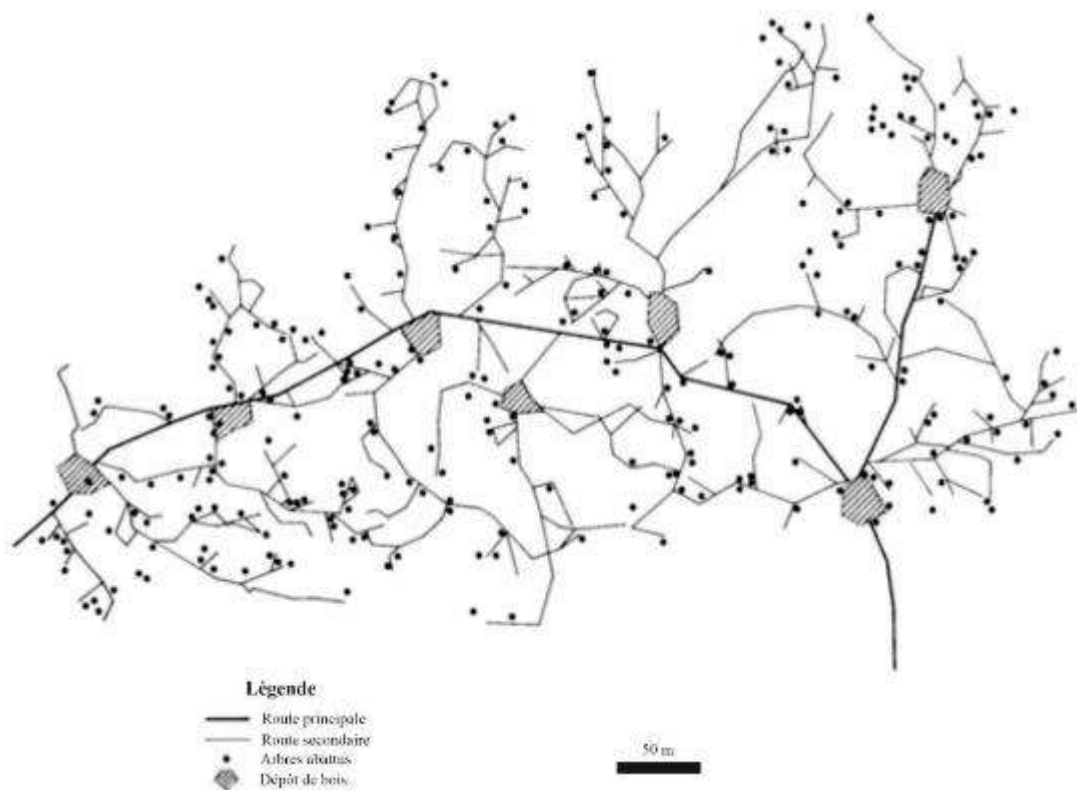 Légende
Route principale
Route secondaire
Arbres abattus
Dépôt de bois
50 m